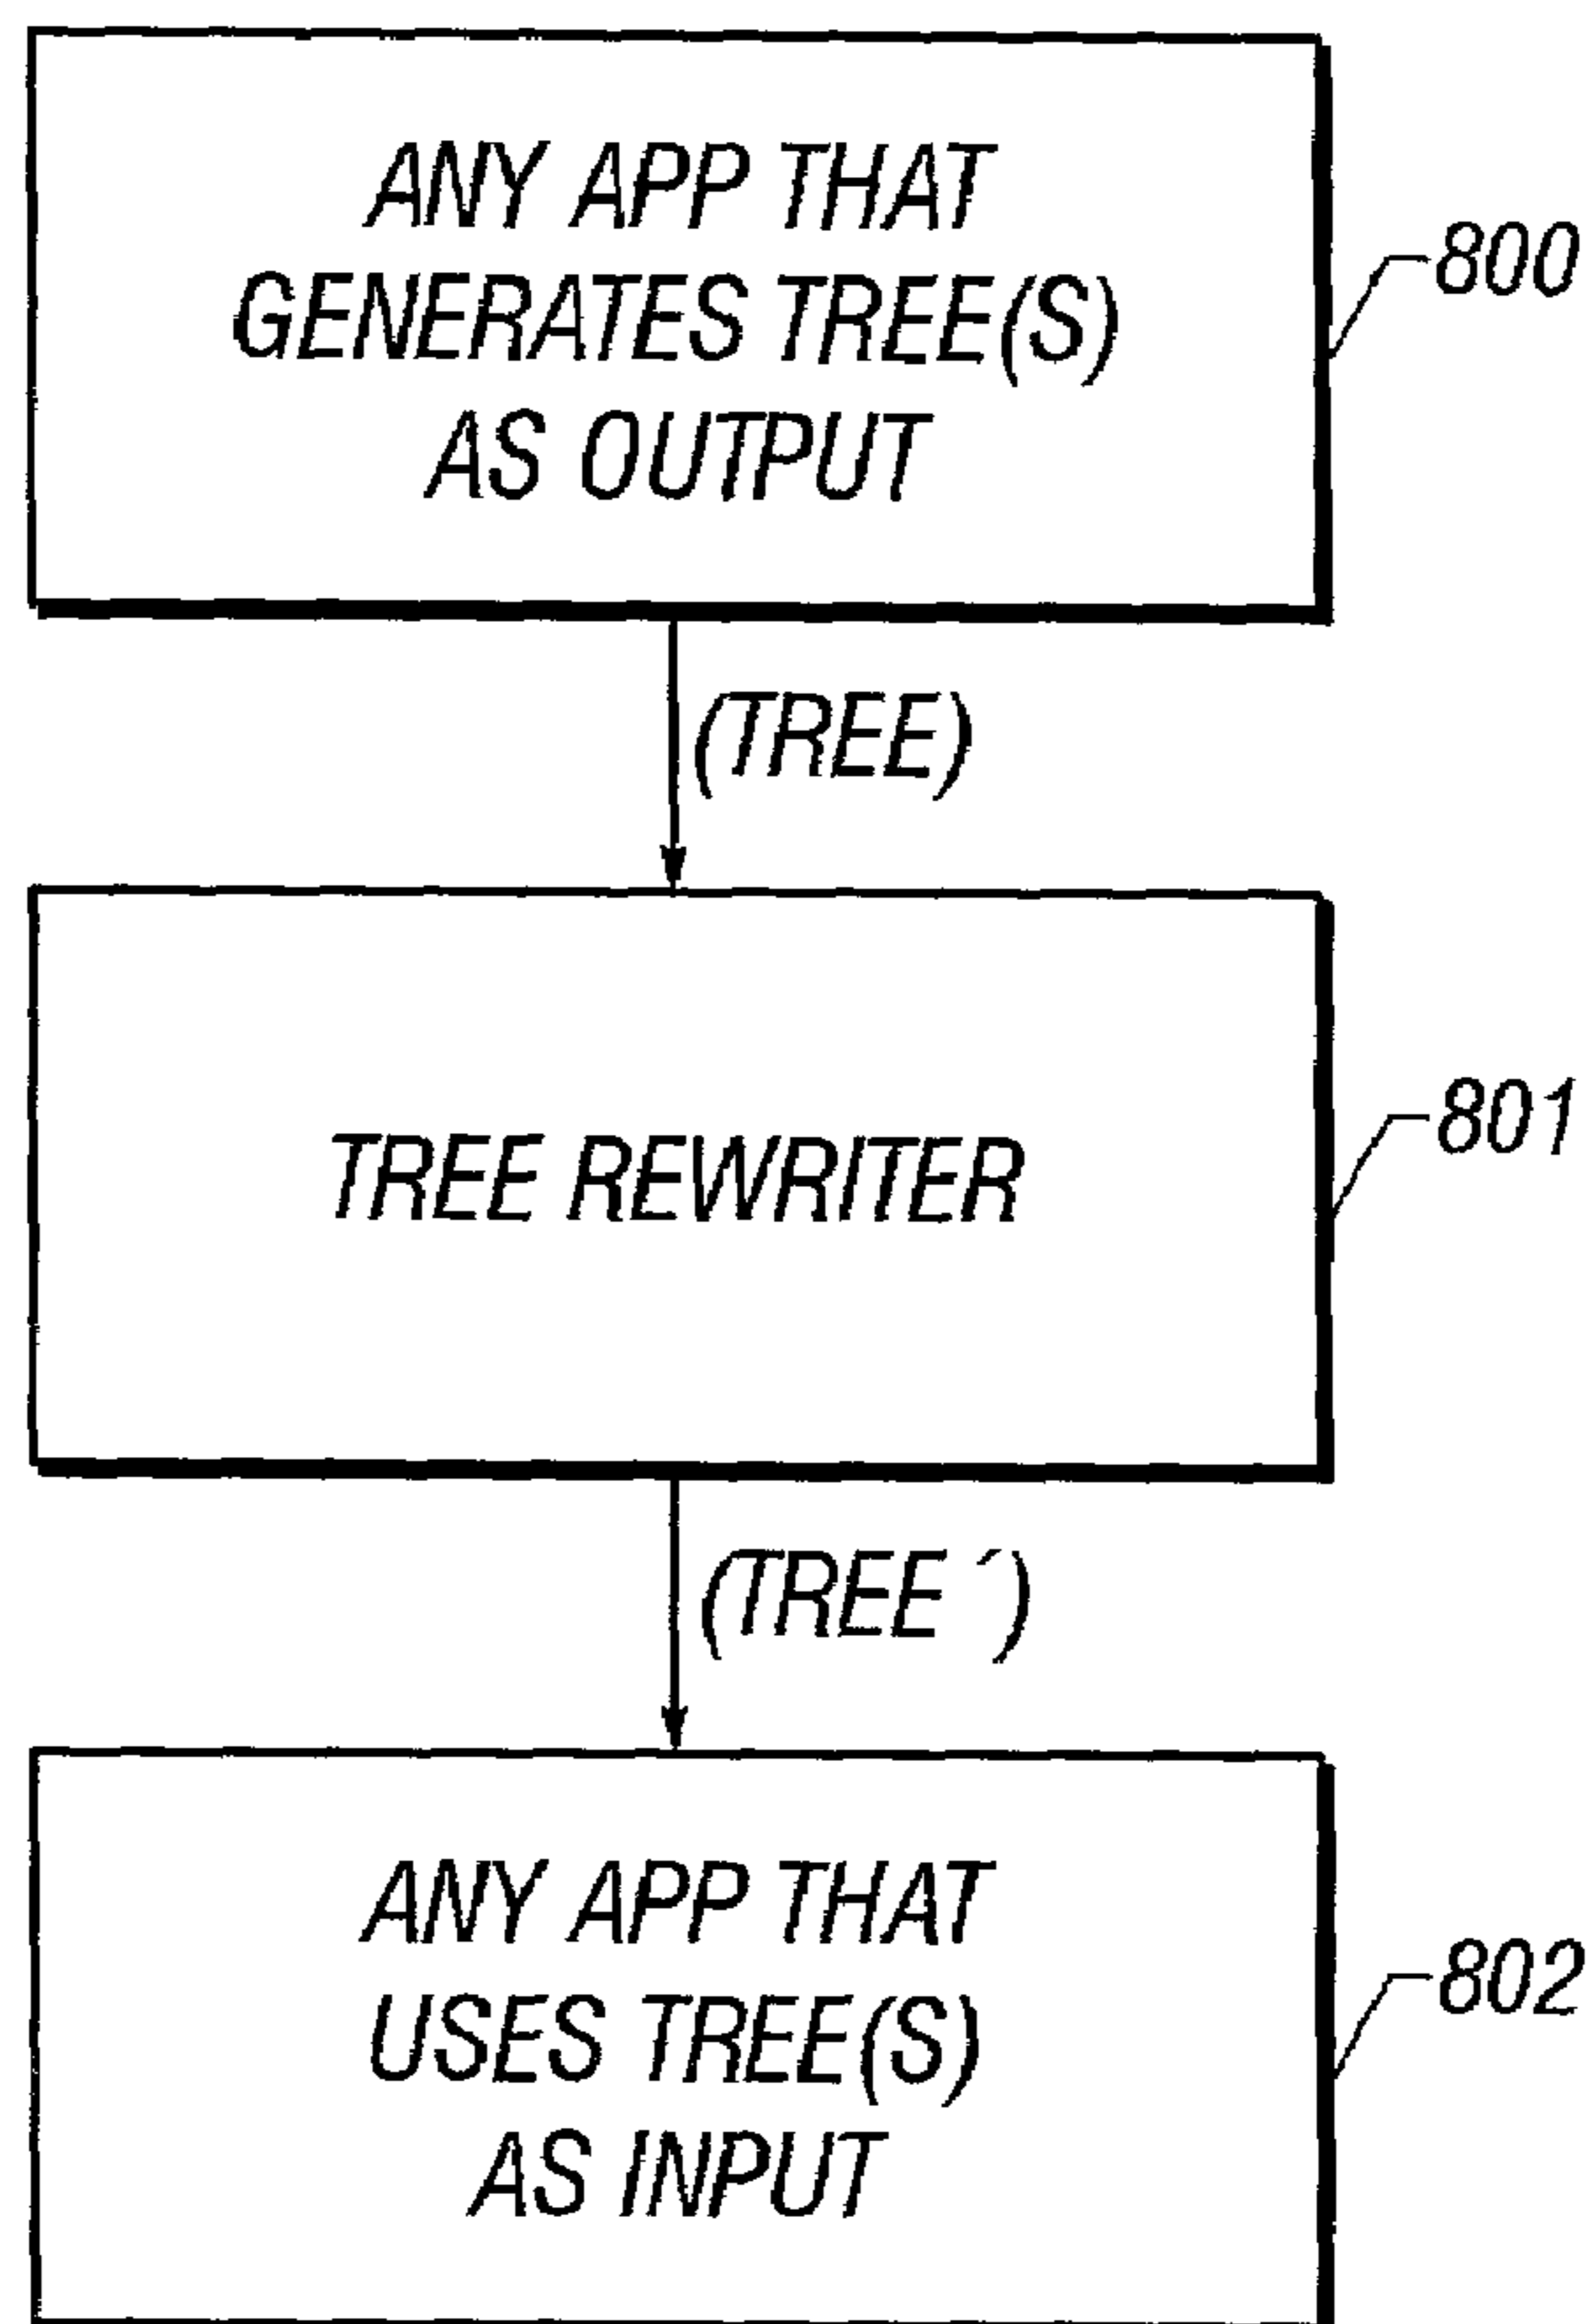 ANY APP THAT
GENERATES TREE(S)
AS OUTPUT
800
(TREE)
TREE REWRITER
801
(TREE ´)
ANY APP THAT
USES TREE(S)
AS INPUT
802